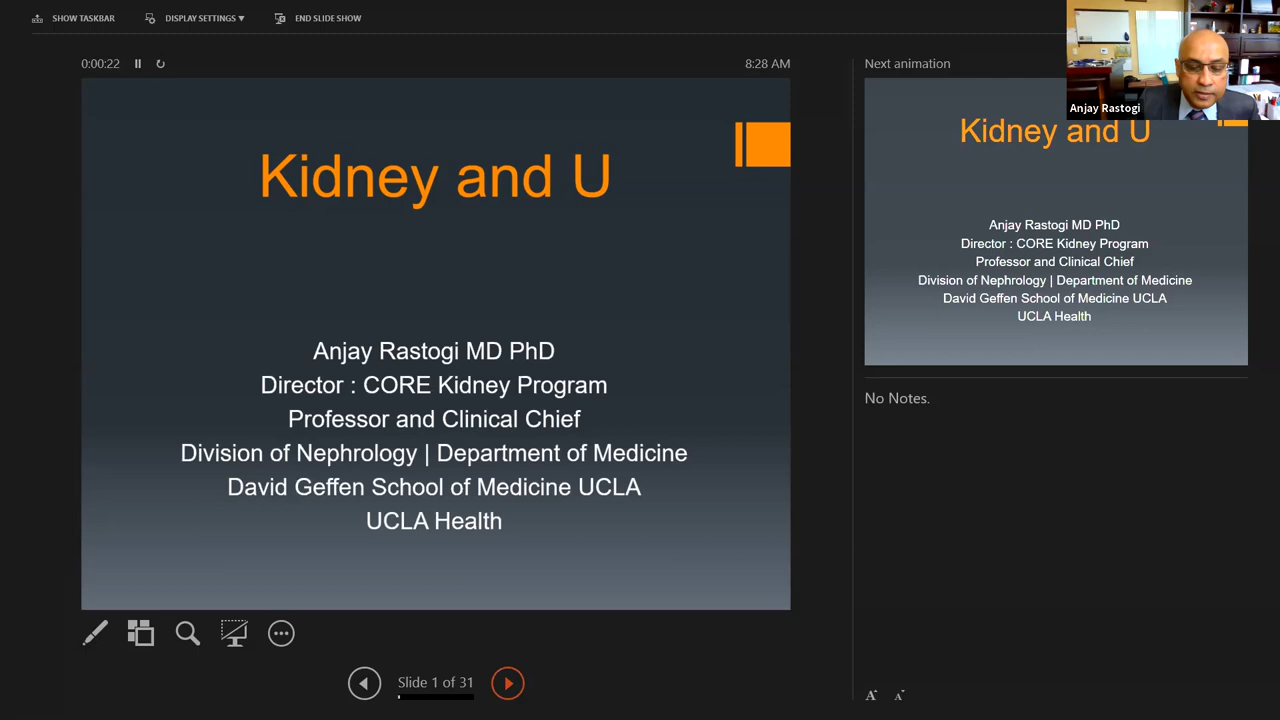 SHOW TASKBAR
DISPLAY SETTINGS ▼
END SLIDE SHOW
0:00:22
8:28 AM
Kidney and U
Anjay Rastogi MD PhD
Director : CORE Kidney Program
Professor and Clinical Chief
Division of Nephrology | Department of Medicine
David Geffen School of Medicine UCLA
UCLA Health
Slide 1 of 31
Next animation
Anjay Rastogi
Kidney and U
Anjay Rastogi MD PhD
Director : CORE Kidney Program
Professor and Clinical Chief
Division of Nephrology | Department of Medicine
David Geffen School of Medicine UCLA
UCLA Health
No Notes.
A A